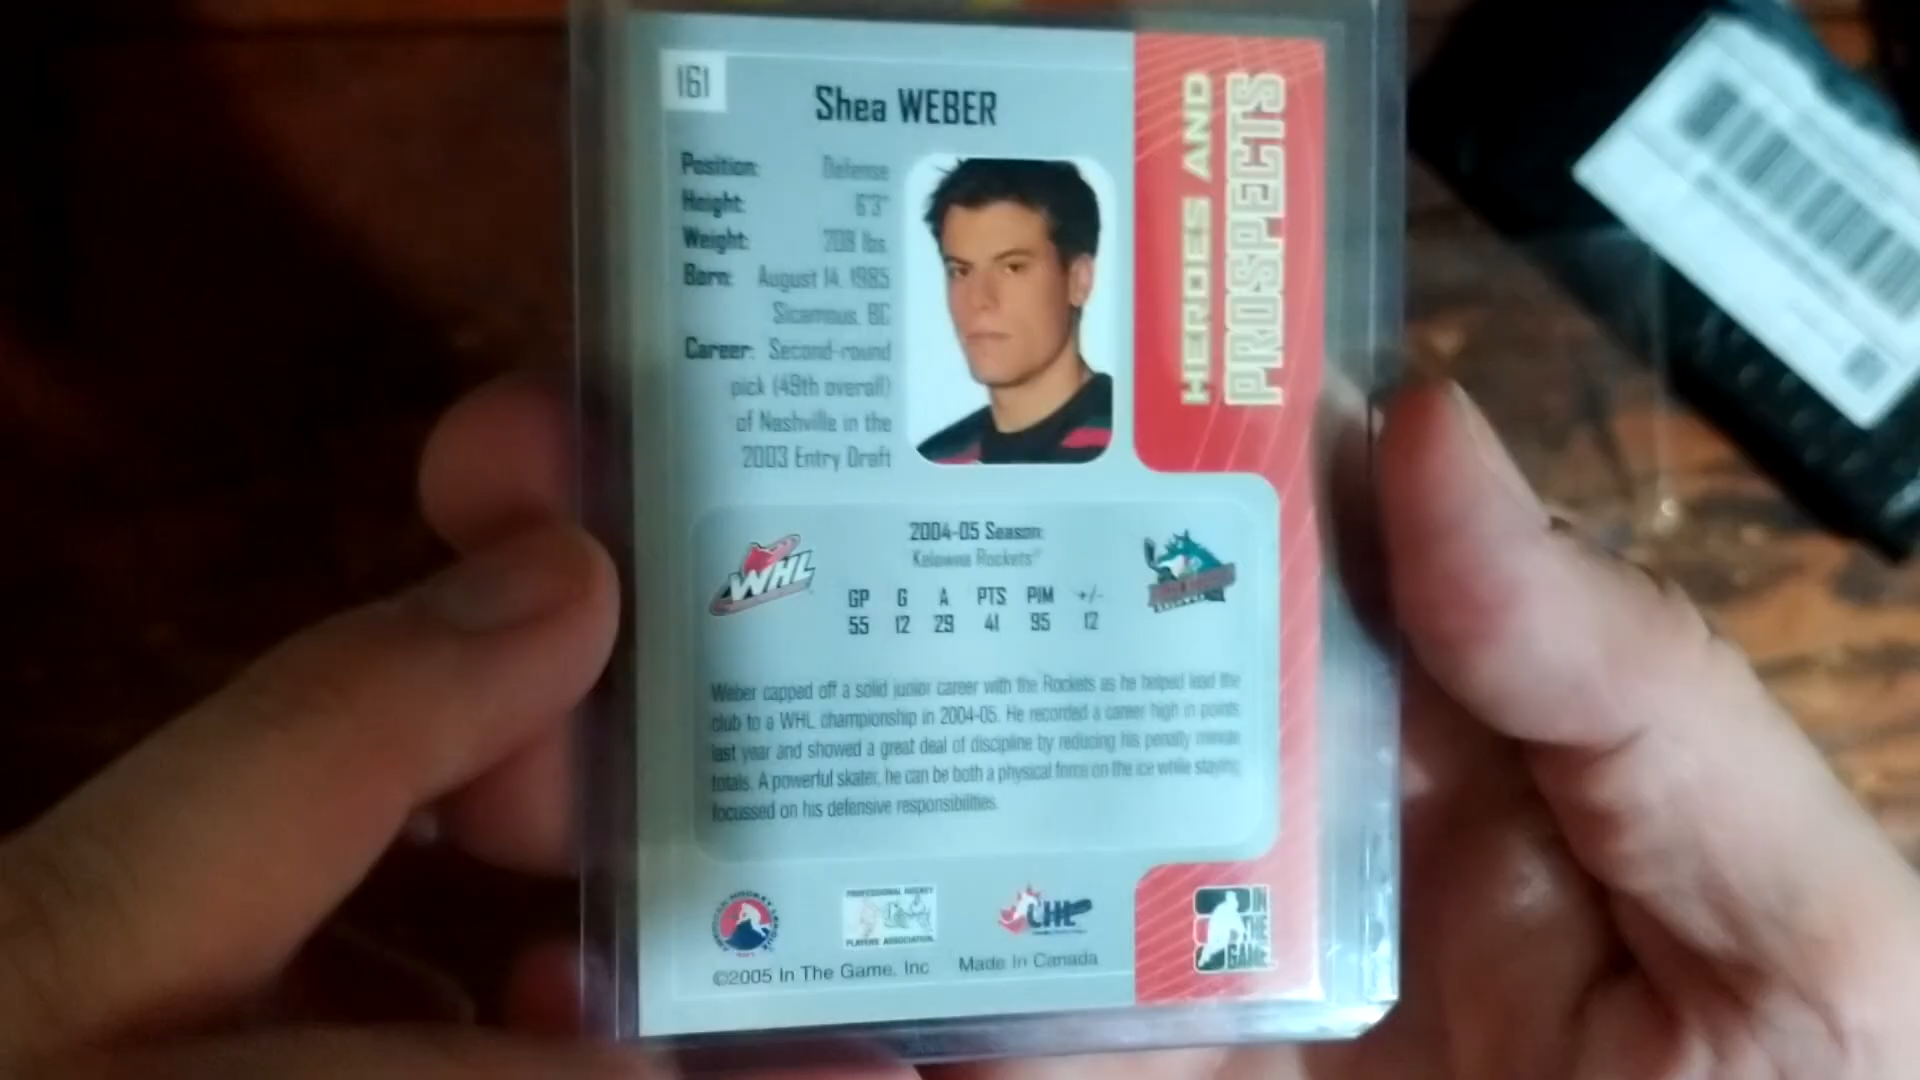 161
Shea WEBER
Position: Defense
Height: 6'3"
Weight: 209 lbs.
Born: August 14, 1985
Sicamous, BC
Career: Second-round
pick (49th overall)
of Nashville in the
2003 Entry Draft
HEROES AND
PROSPECTS
WHL
2004-05 Season:
Kelowna Rockets
GP G A PTS PIM +/-
55 12 29 41 95 12
Weber capped off a solid junior career with the Rockets as he helped lead the
club to a WHL championship in 2004-05. He recorded a career high in points
last year and showed a great deal of discipline by reducing his penalty minute
totals. A powerful skater, he can be both a physical force on the ice while staying
focussed on his defensive responsibilities.
AMERICAN HOCKEY LEAGUE
PROFESSIONAL HOCKEY
PLAYERS' ASSOCIATION
CHL
IN
THE
GAME
©2005 In The Game, Inc Made In Canada